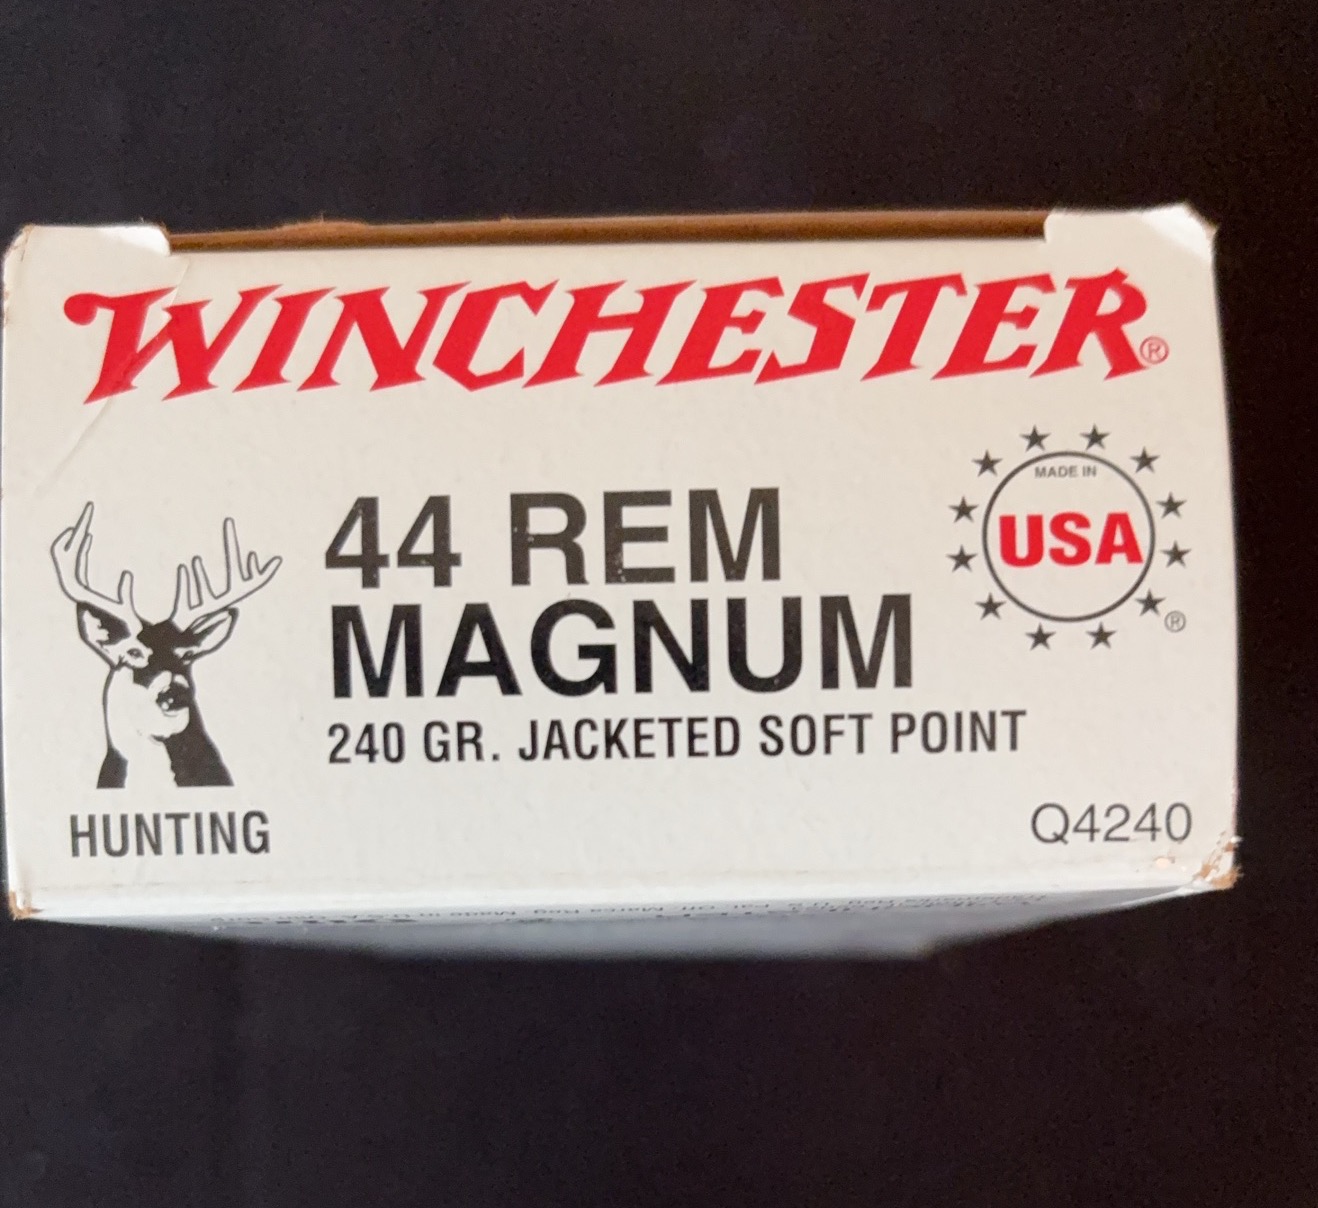 WINCHESTER®
44 REM
MAGNUM
240 GR. JACKETED SOFT POINT
MADE IN
USA
®
HUNTING
Q4240